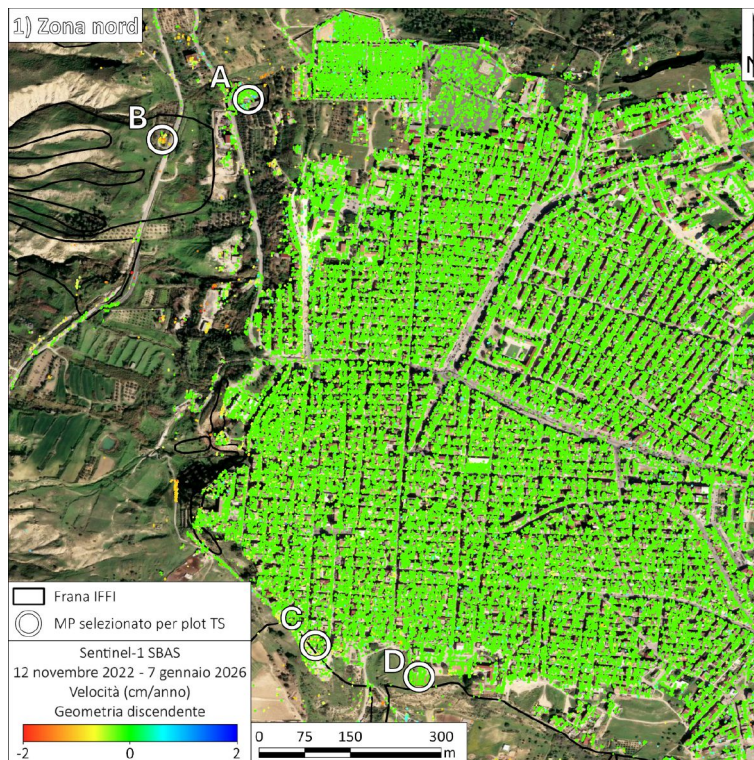 1) Zona nord
N
A
B
C
D
Frana IFFI
MP selezionato per plot TS
Sentinel-1 SBAS
12 novembre 2022 - 7 gennaio 2026
Velocità (cm/anno)
Geometria discendente
-2 0 2
0 75 150 300
m